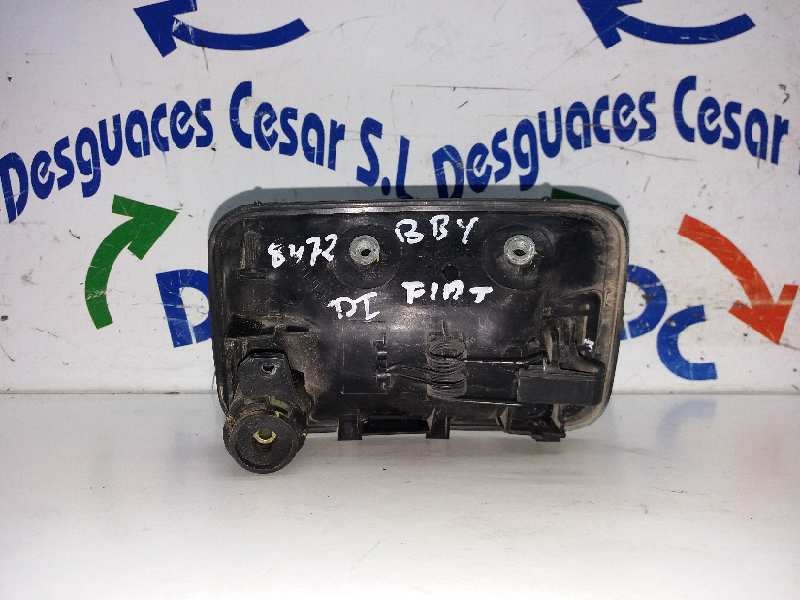 Desguaces Cesar S.L Desguaces Cesar
8472 BBY
DI FIAT
D DC